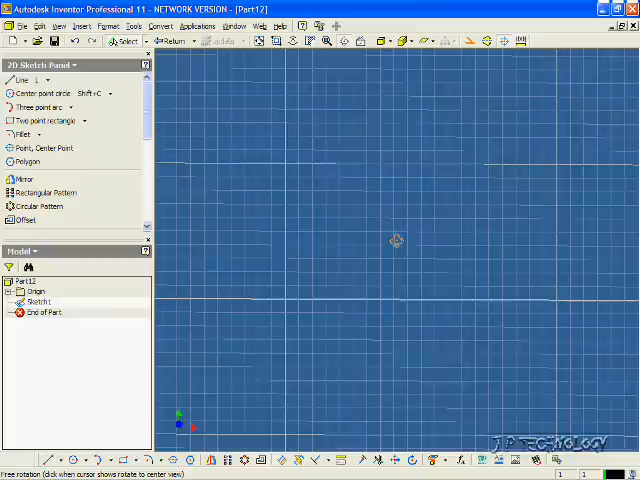 Autodesk Inventor Professional 11 - NETWORK VERSION - [Part12]
File Edit View Insert Format Tools Convert Applications Window Web Help
Select Return Update
2D Sketch Panel
Line L
Center point circle Shift+C
Three point arc
Two point rectangle
Fillet
Point, Center Point
Polygon
Mirror
Rectangular Pattern
Circular Pattern
Offset
Model
Part12
Origin
Sketch1
End of Part
J.P TECHNOLOGY
Free rotation (click when cursor shows rotate to center view)
1 1